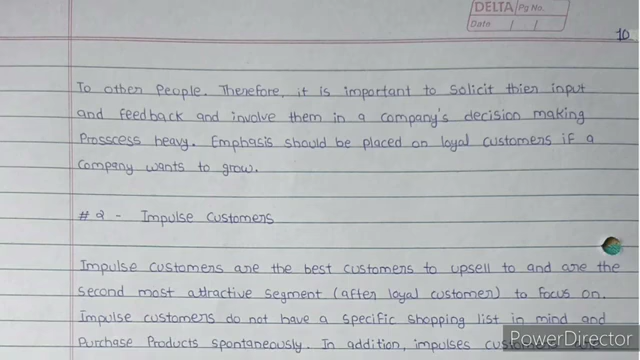 DELTA Pg No.
Date / /
10
To other People. Therefore, it is important to solicit thier input
and feedback and involve them in a company's decision making
Prosscess heavy. Emphasis should be placed on loyal customers if a
Company wants to grow.
#2 - Impulse Customers
Impulse customers are the best customers to upsell to and are the
second most attractive segment (after loyal customer) to focus on.
Impulse customers do not have a specific shopping list in mind and
Purchase Products spontaneously. In addition, impulses
PowerDirector